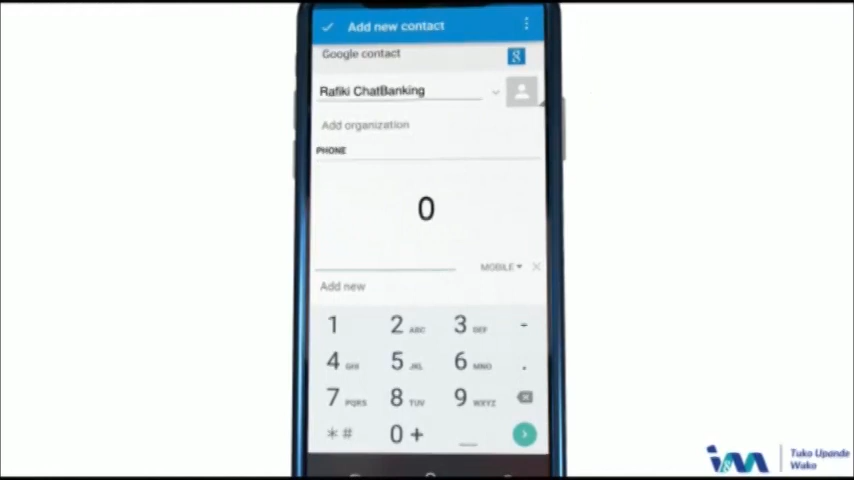 Add new contact
Google contact
8
Rafiki ChatBanking
Add organization
PHONE
0
MOBILE
Add new
1 2 ABC 3 DEF -
4 GHI 5 JKL 6 MNO .
7 PQRS 8 TUV 9 WXYZ
*# 0 + _
I&M
Tuko Upande
Wako